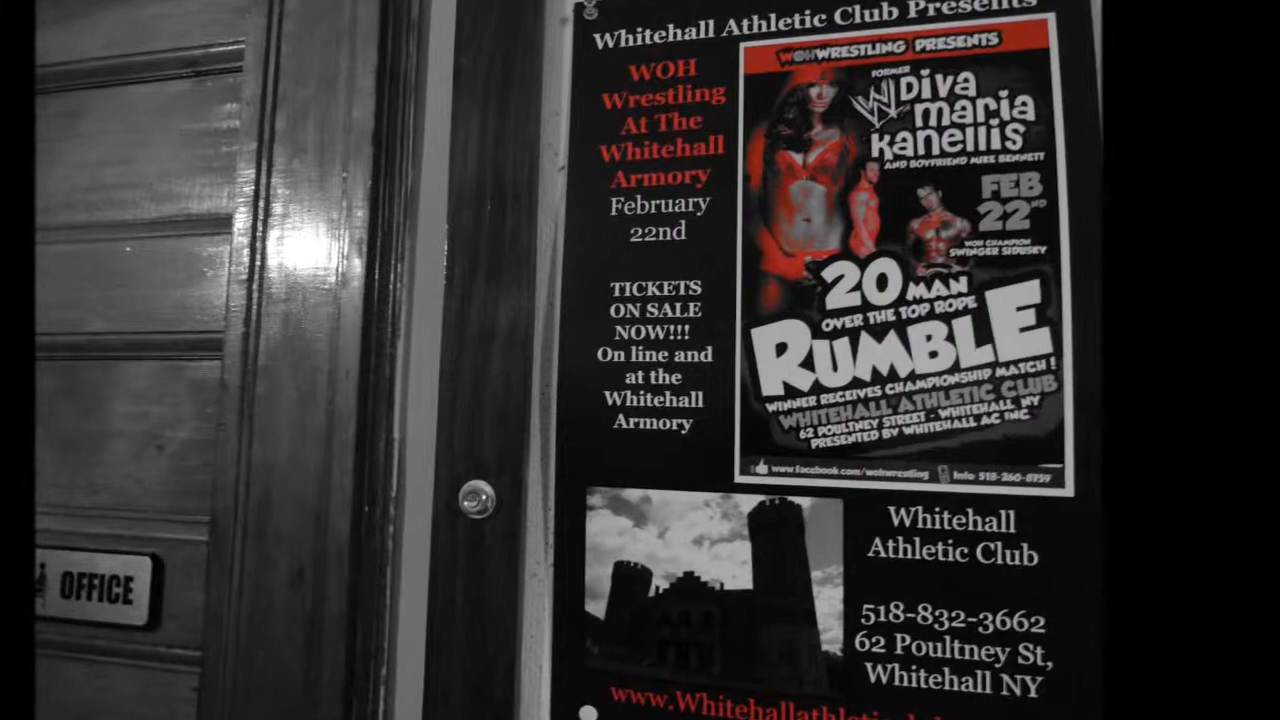 OFFICE
Whitehall Athletic Club Presents
WOH
Wrestling
At The
Whitehall
Armory
February
22nd
TICKETS
ON SALE
NOW!!!
On line and
at the
Whitehall
Armory
WOHWRESTLING PRESENTS
FORMER
W DIVA
MARIA
KANELLIS
AND BOYFRIEND MIKE BENNETT
FEB
22ND
WOH CHAMPION
SWINGER SIDUSKY
20 MAN
OVER THE TOP ROPE
RUMBLE
WINNER RECEIVES CHAMPIONSHIP MATCH!
WHITEHALL ATHLETIC CLUB
62 POULTNEY STREET - WHITEHALL NY
PRESENTED BY WHITEHALL AC INC
www.facebook.com/wohwrestling Info 518-260-8759
Whitehall
Athletic Club
518-832-3662
62 Poultney St,
Whitehall NY